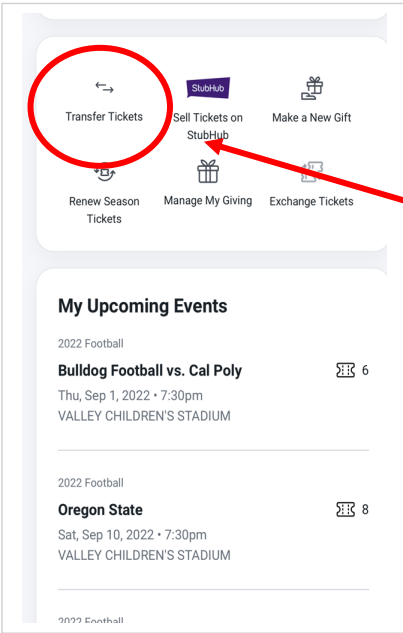 StubHub
Transfer Tickets
Sell Tickets on
StubHub
Make a New Gift
Renew Season
Tickets
Manage My Giving
Exchange Tickets
My Upcoming Events
2022 Football
Bulldog Football vs. Cal Poly
6
Thu, Sep 1, 2022 • 7:30pm
VALLEY CHILDREN'S STADIUM
2022 Football
Oregon State
8
Sat, Sep 10, 2022 • 7:30pm
VALLEY CHILDREN'S STADIUM
2022 Football